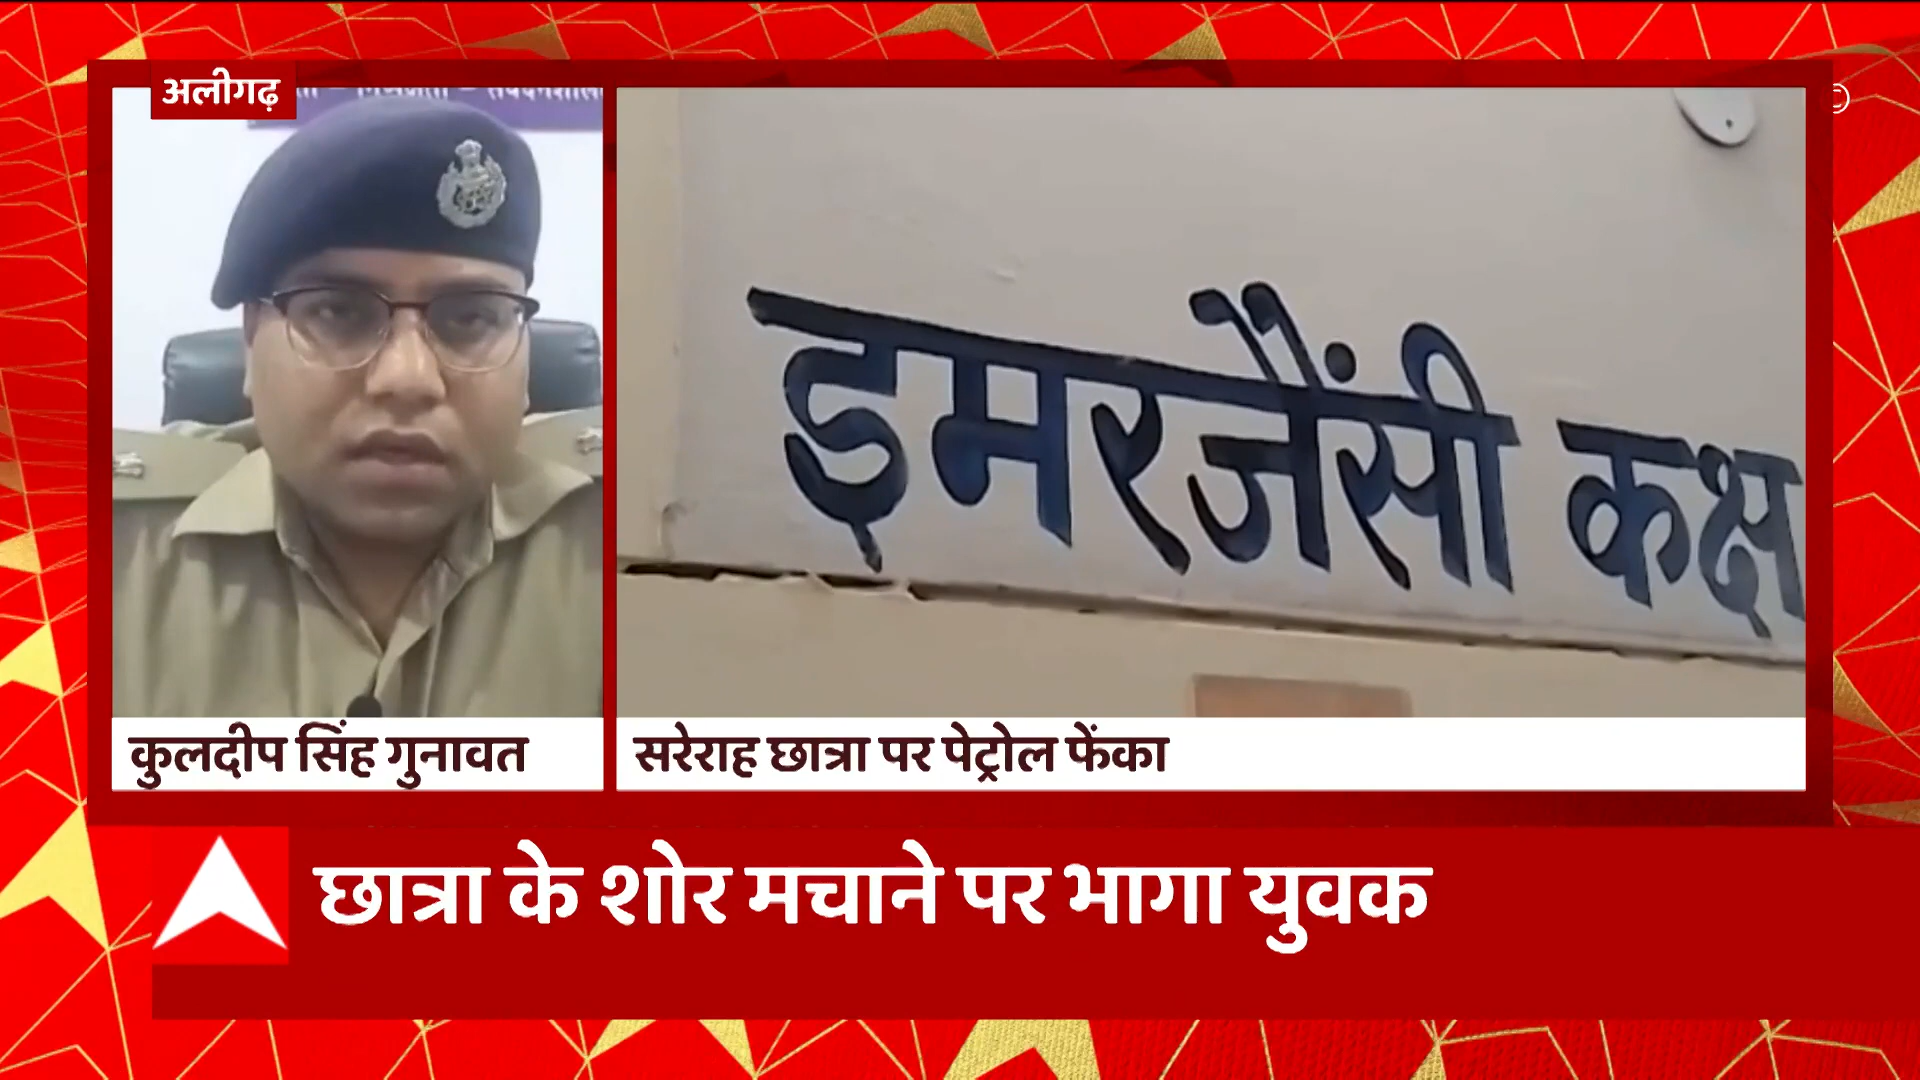 अलीगढ़
©
इमरजैंसी कक्ष
कुलदीप सिंह गुनावत
सरेराह छात्रा पर पेट्रोल फेंका
छात्रा के शोर मचाने पर भागा युवक